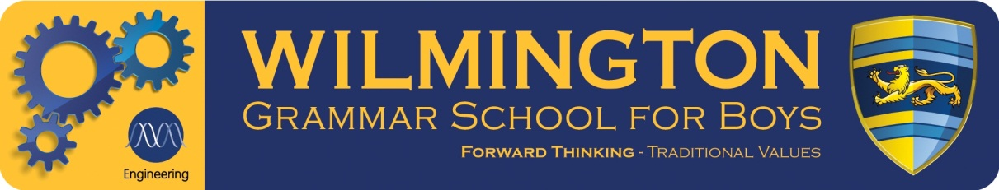 Engineering
WILMINGTON
GRAMMAR SCHOOL FOR BOYS
FORWARD THINKING - TRADITIONAL VALUES